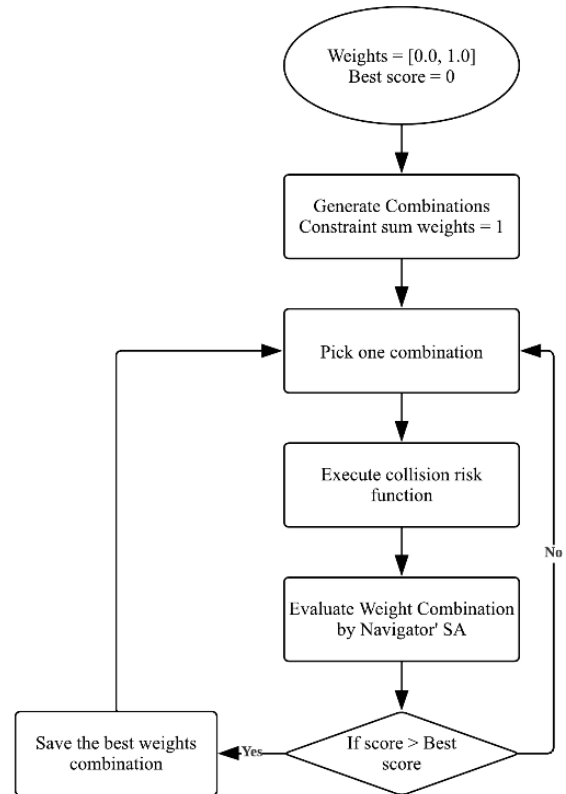 Weights = [0.0, 1.0]
Best score = 0
Generate Combinations
Constraint sum weights = 1
Pick one combination
Execute collision risk
function
No
Evaluate Weight Combination
by Navigator' SA
If score > Best
score
Yes
Save the best weights
combination